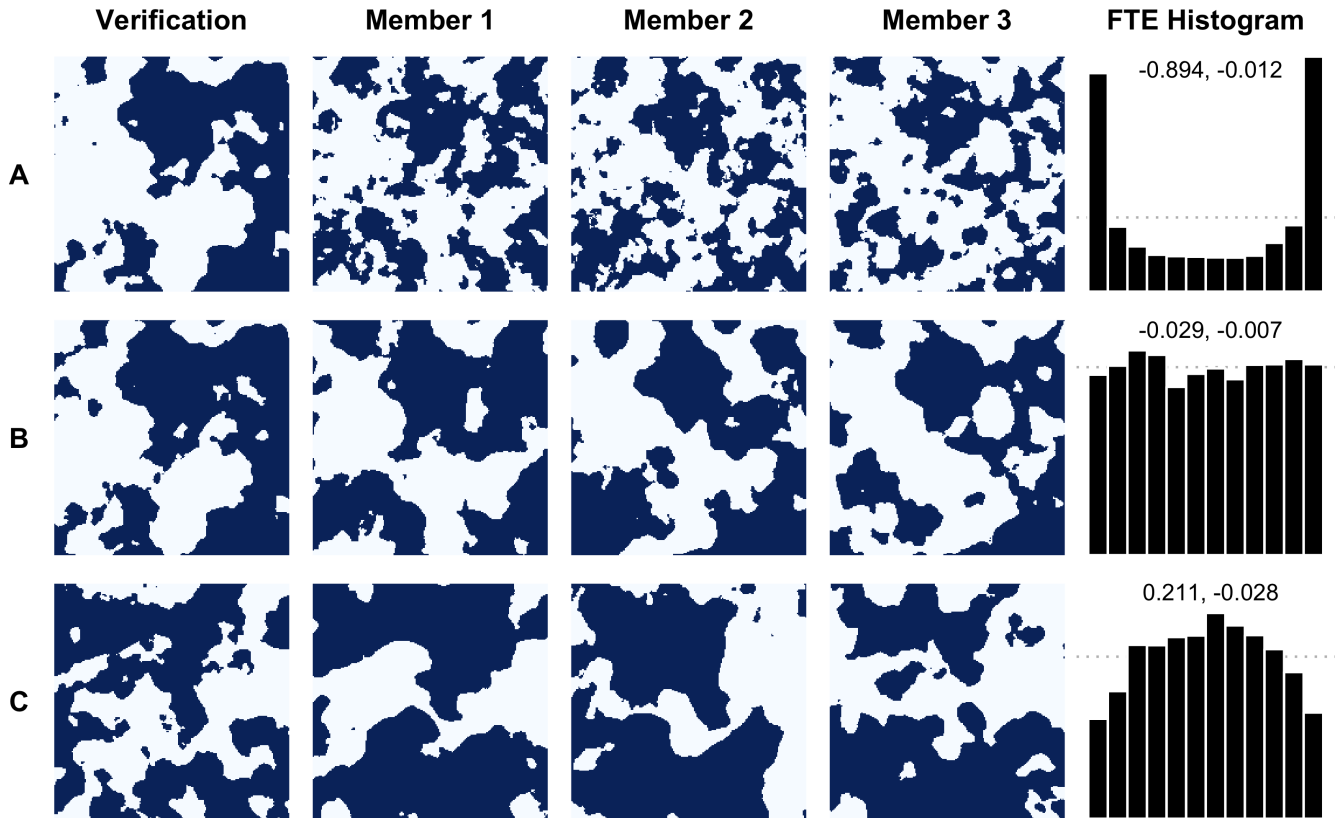 Verification Member 1 Member 2 Member 3 FTE Histogram
-0.894, -0.012
A
-0.029, -0.007
B
0.211, -0.028
C